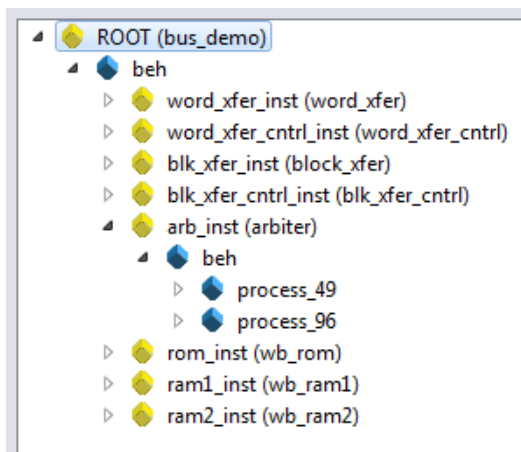 ROOT (bus_demo)
beh
word_xfer_inst (word_xfer)
word_xfer_cntrl_inst (word_xfer_cntrl)
blk_xfer_inst (block_xfer)
blk_xfer_cntrl_inst (blk_xfer_cntrl)
arb_inst (arbiter)
beh
process_49
process_96
rom_inst (wb_rom)
ram1_inst (wb_ram1)
ram2_inst (wb_ram2)